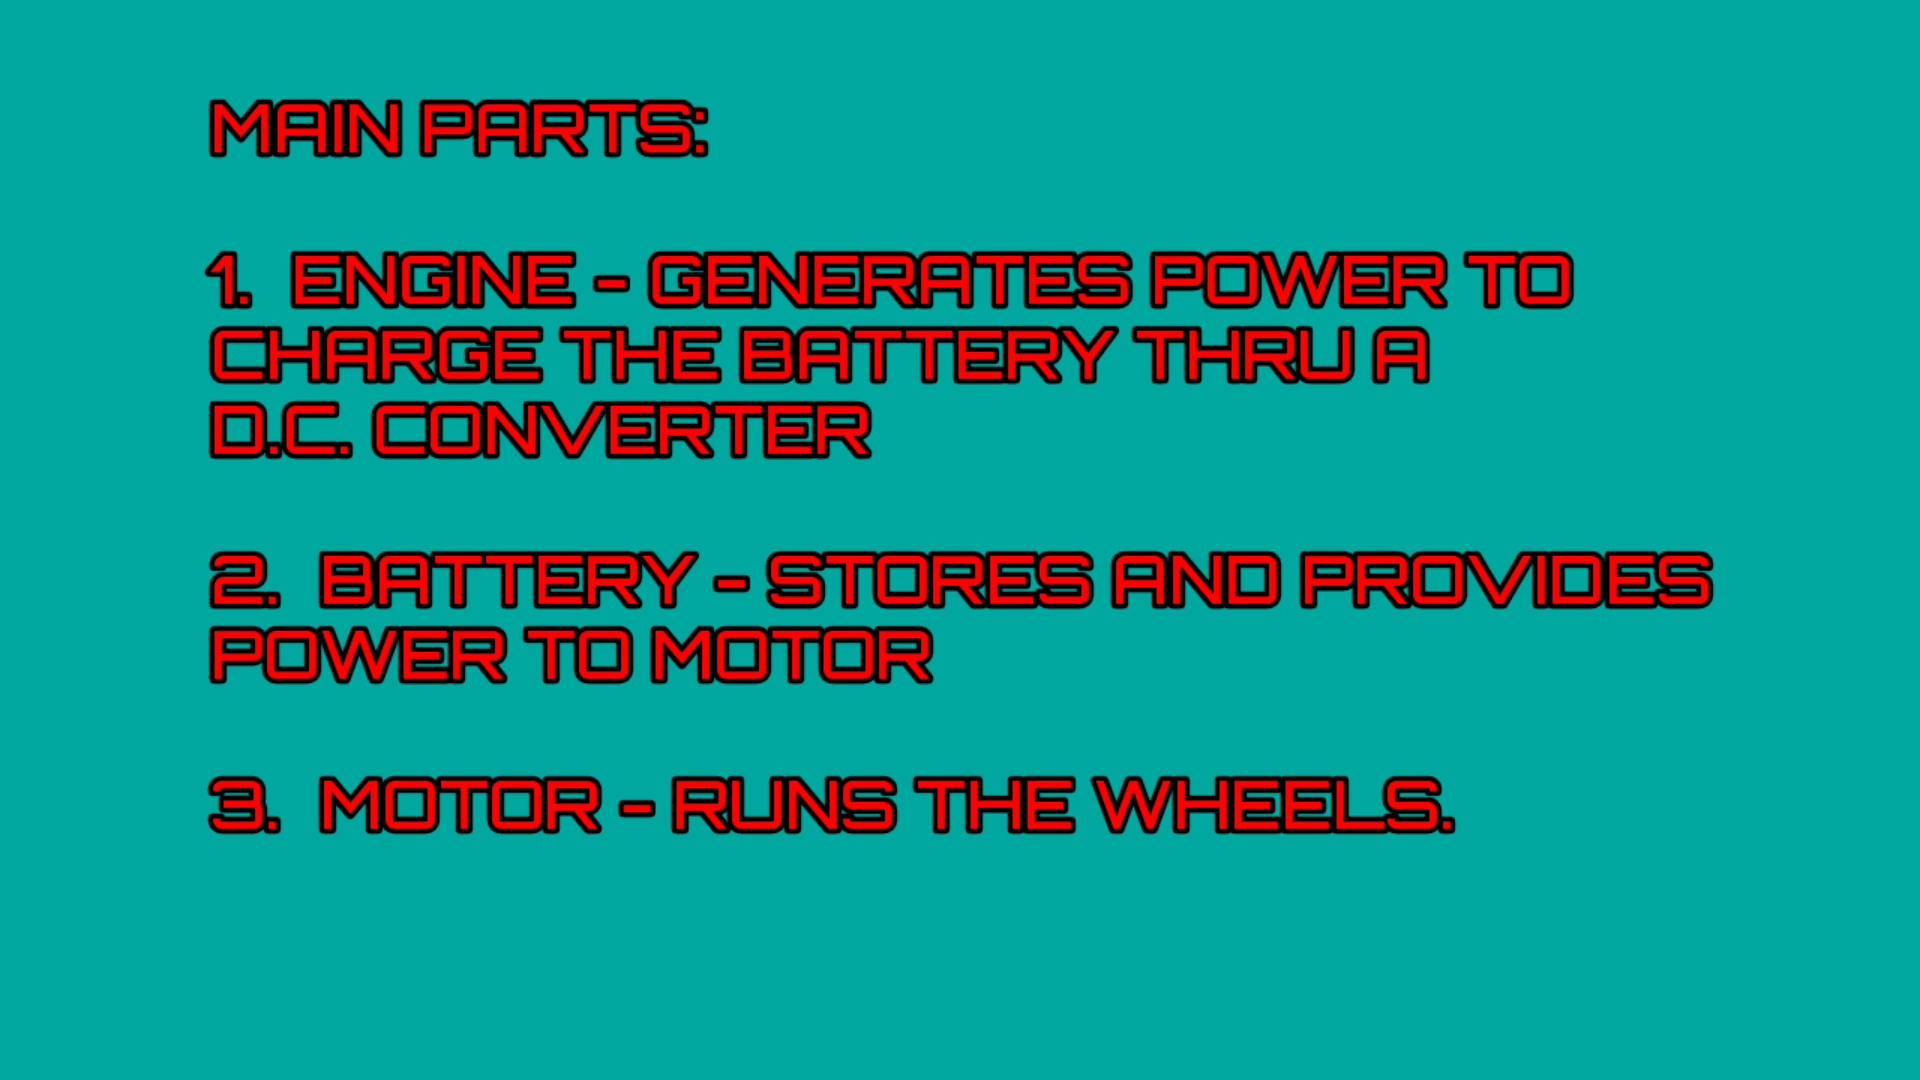 MAIN PARTS:
1. ENGINE - GENERATES POWER TO
CHARGE THE BATTERY THRU A
D.C. CONVERTER
2. BATTERY - STORES AND PROVIDES
POWER TO MOTOR
3. MOTOR - RUNS THE WHEELS.